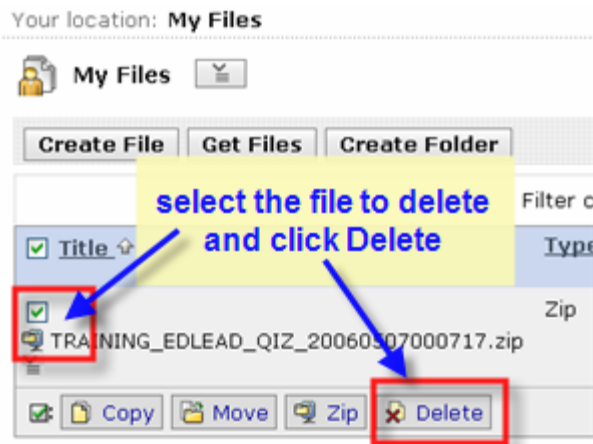 Your location: My Files
My Files
Create File Get Files Create Folder
select the file to delete
and click Delete
Filter c
Title Type
Zip
TRAINING_EDLEAD_QIZ_20060507000717.zip
Copy Move Zip Delete